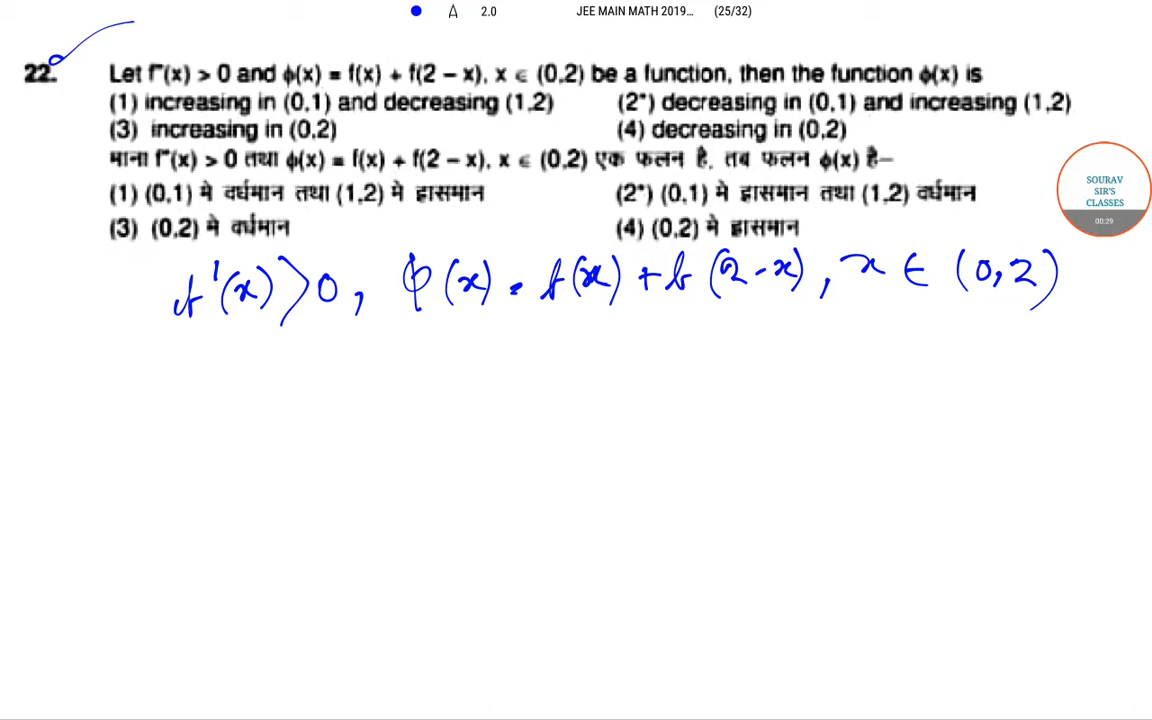 2.0 JEE MAIN MATH 2019... (25/32)
22. Let f''(x) > 0 and ϕ(x) = f(x) + f(2 − x), x ∈ (0,2) be a function, then the function ϕ(x) is
(1) increasing in (0,1) and decreasing (1,2) (2*) decreasing in (0,1) and increasing (1,2)
(3) increasing in (0,2) (4) decreasing in (0,2)
माना f''(x) > 0 तथा ϕ(x) = f(x) + f(2 − x), x ∈ (0,2) एक फलन है, तब फलन ϕ(x) है−
(1) (0,1) मे वर्धमान तथा (1,2) मे ह्रासमान (2*) (0,1) मे ह्रासमान तथा (1,2) वर्धमान
(3) (0,2) मे वर्धमान (4) (0,2) मे ह्रासमान
SOURAV
SIR'S
CLASSES
00:29
f'(x) > 0, ϕ(x) = f(x) + f(2-x), x ∈ (0,2)